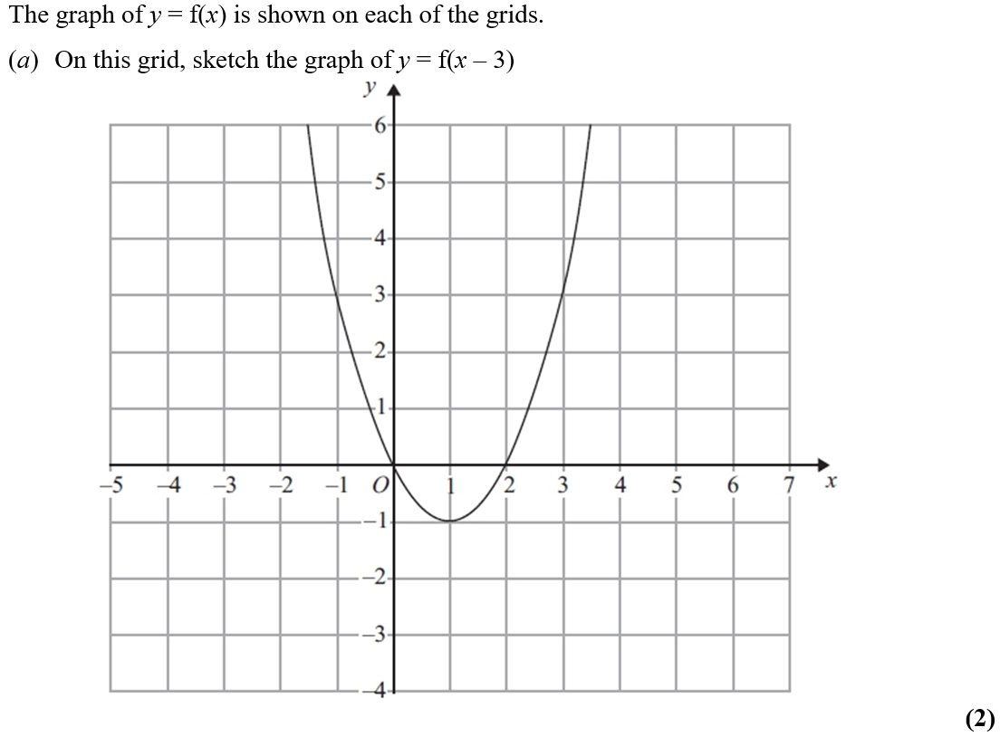 The graph of y = f(x) is shown on each of the grids.
(a) On this grid, sketch the graph of y = f(x – 3)
y
6
5
4
3
2
1
–5 –4 –3 –2 –1 O 1 2 3 4 5 6 7 x
–1
–2
–3
–4
(2)